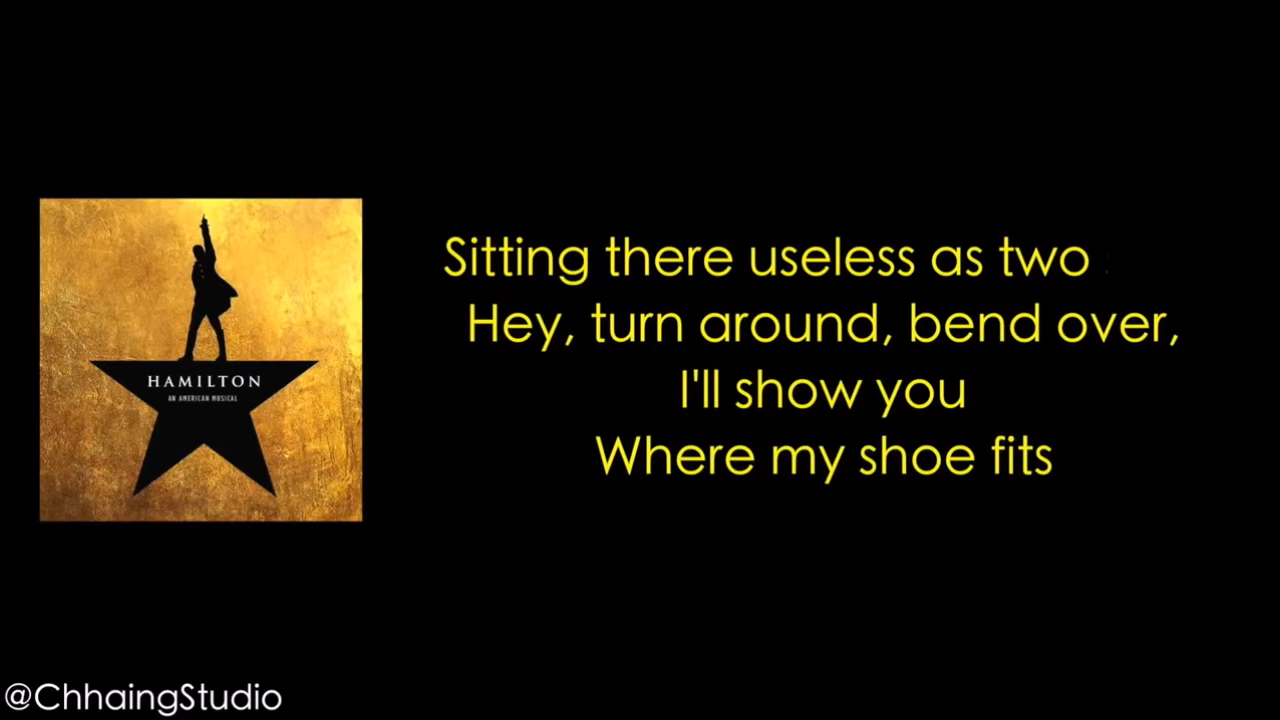 Sitting there useless as two
Hey, turn around, bend over,
I'll show you
Where my shoe fits
HAMILTON
AN AMERICAN MUSICAL
@ChhaingStudio